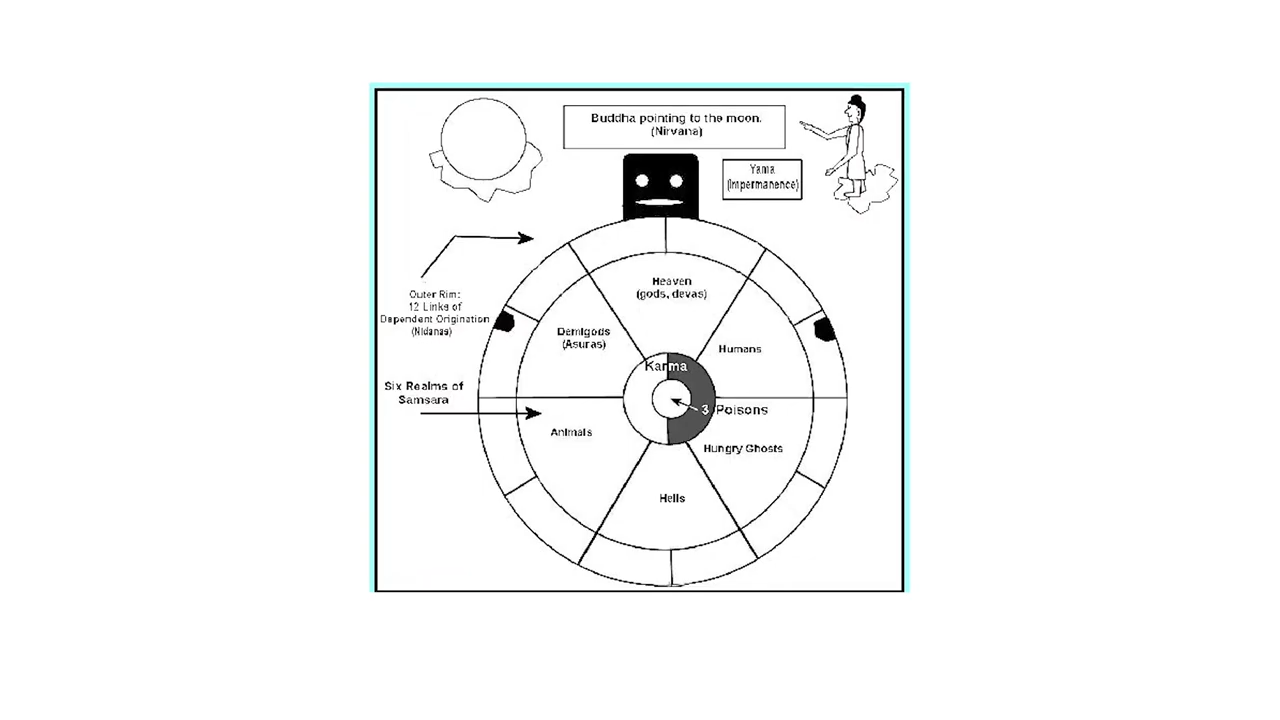 Buddha pointing to the moon.
(Nirvana)
Yama
(Impermanence)
Outer Rim:
12 Links of
Dependent Origination
(Nidanas)
Heaven
(gods, devas)
Demigods
(Asuras)
Humans
Karma
Six Realms of
Samsara
3 Poisons
Animals
Hungry Ghosts
Hells